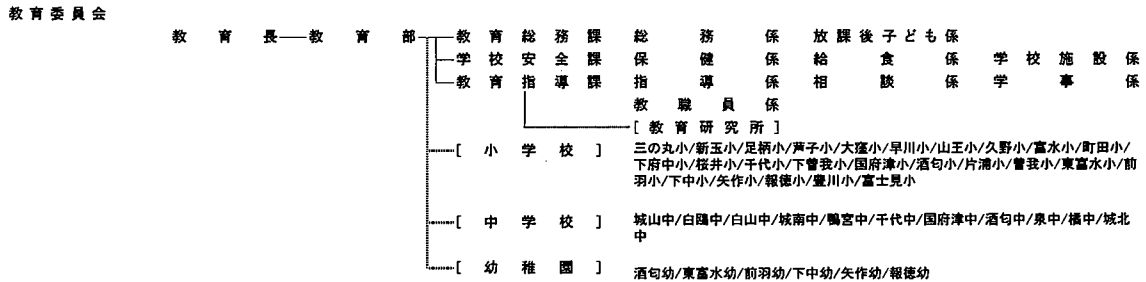 教育委員会
教育長 教育部 教育総務課 総務係 放課後子ども係
学校安全課 保健係 給食係 学校施設係
教育指導課 指導係 相談係 学事係
教職員係
[教育研究所]
[小学校] 三の丸小/新玉小/足柄小/芦子小/大窪小/早川小/山王小/久野小/富水小/町田小/
下府中小/桜井小/千代小/下曽我小/国府津小/酒匂小/片浦小/曽我小/東富水小/前
羽小/下中小/矢作小/報徳小/豊川小/富士見小
[中学校] 城山中/白鴎中/白山中/城南中/鴨宮中/千代中/国府津中/酒匂中/泉中/橘中/城北
中
[幼稚園] 酒匂幼/東富水幼/前羽幼/下中幼/矢作幼/報徳幼